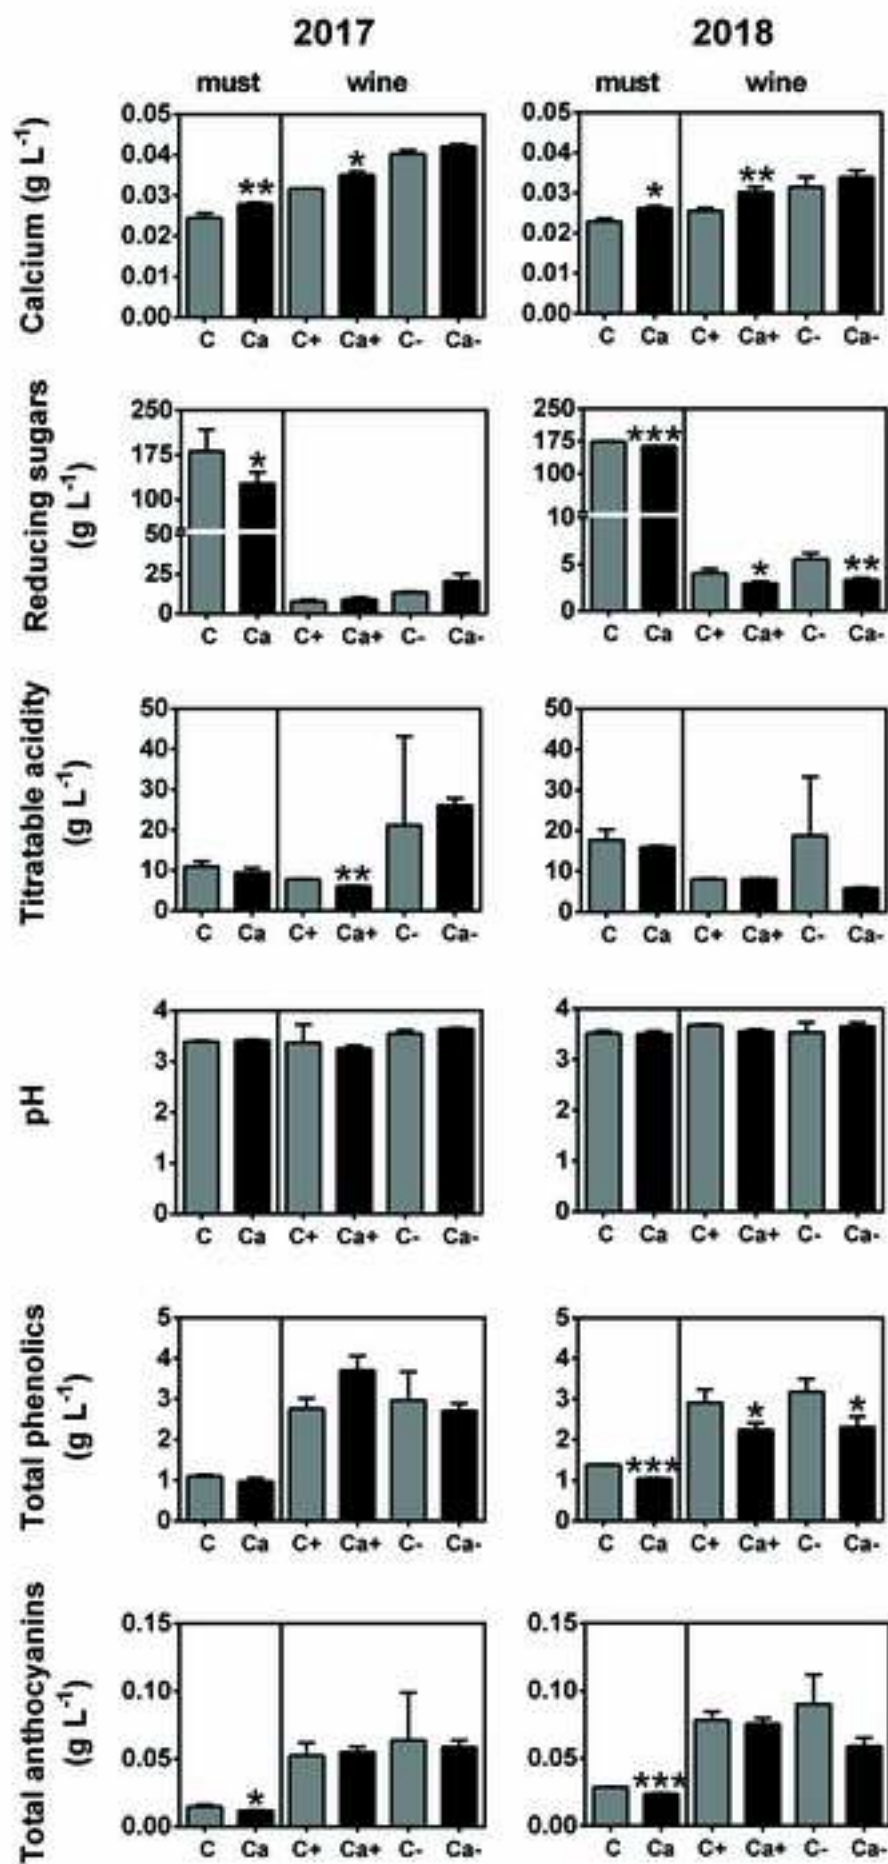 2017 2018
must wine must wine
Calcium (g L⁻¹)
0.05 0.05
0.04 0.04
** * * **
0.03 0.03
0.02 0.02
0.01 0.01
0.00 0.00
C Ca C+ Ca+ C- Ca- C Ca C+ Ca+ C- Ca-
Reducing sugars
(g L⁻¹)
250 250
175 * 175 ***
100 100
50 10
25 5 * **
0 0
C Ca C+ Ca+ C- Ca- C Ca C+ Ca+ C- Ca-
Titratable acidity
(g L⁻¹)
50 50
40 40
30 30
20 20
10 ** 10
0 0
C Ca C+ Ca+ C- Ca- C Ca C+ Ca+ C- Ca-
pH
4 4
3 3
2 2
1 1
0 0
C Ca C+ Ca+ C- Ca- C Ca C+ Ca+ C- Ca-
Total phenolics
(g L⁻¹)
5 5
4 4
3 3 * *
2 2
1 1 ***
0 0
C Ca C+ Ca+ C- Ca- C Ca C+ Ca+ C- Ca-
Total anthocyanins
(g L⁻¹)
0.15 0.15
0.10 0.10
0.05 0.05
* ***
0.00 0.00
C Ca C+ Ca+ C- Ca- C Ca C+ Ca+ C- Ca-